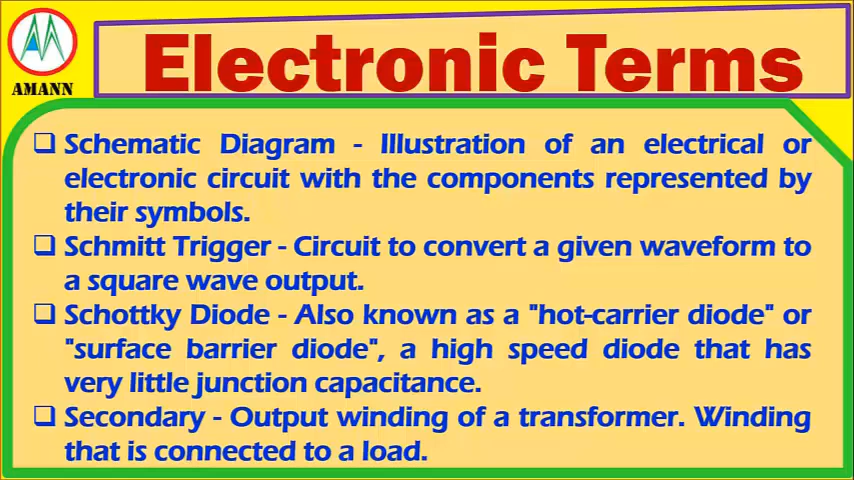 AMANN
Electronic Terms
❑ Schematic Diagram - Illustration of an electrical or
electronic circuit with the components represented by
their symbols.
❑ Schmitt Trigger - Circuit to convert a given waveform to
a square wave output.
❑ Schottky Diode - Also known as a "hot-carrier diode" or
"surface barrier diode", a high speed diode that has
very little junction capacitance.
❑ Secondary - Output winding of a transformer. Winding
that is connected to a load.